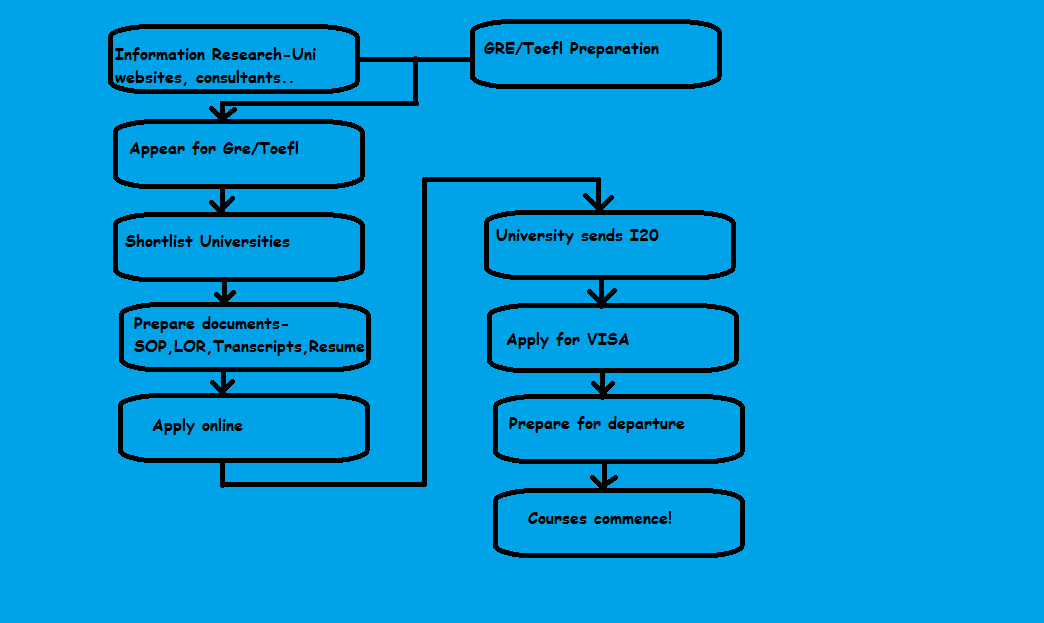 Information Research-Uni
websites, consultants..
GRE/Toefl Preparation
Appear for Gre/Toefl
Shortlist Universities
Prepare documents-
SOP,LOR,Transcripts,Resume
Apply online
University sends I20
Apply for VISA
Prepare for departure
Courses commence!